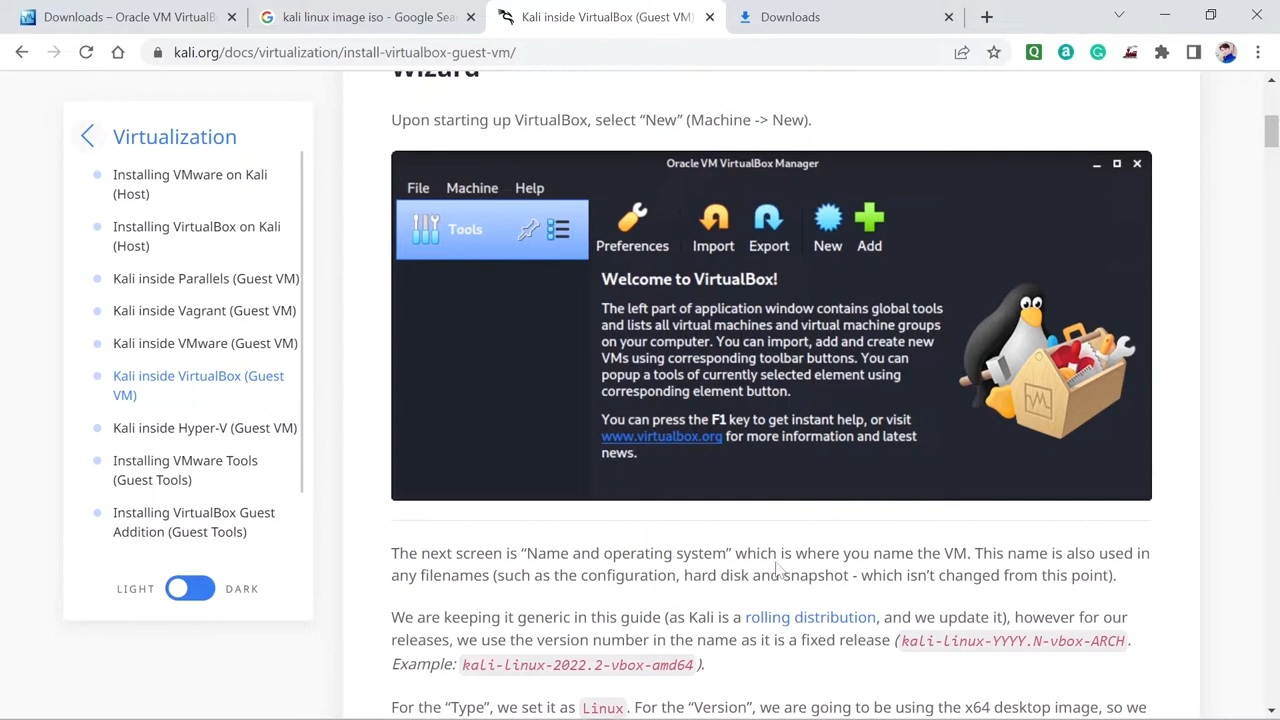 Downloads – Oracle VM VirtualB
kali linux image iso - Google Sea
Kali inside VirtualBox (Guest VM)
Downloads
kali.org/docs/virtualization/install-virtualbox-guest-vm/
Wizard
Virtualization
Installing VMware on Kali
(Host)
Installing VirtualBox on Kali
(Host)
Kali inside Parallels (Guest VM)
Kali inside Vagrant (Guest VM)
Kali inside VMware (Guest VM)
Kali inside VirtualBox (Guest
VM)
Kali inside Hyper-V (Guest VM)
Installing VMware Tools
(Guest Tools)
Installing VirtualBox Guest
Addition (Guest Tools)
LIGHT DARK
Upon starting up VirtualBox, select “New” (Machine -> New).
Oracle VM VirtualBox Manager
File Machine Help
Tools
Preferences Import Export New Add
Welcome to VirtualBox!
The left part of application window contains global tools
and lists all virtual machines and virtual machine groups
on your computer. You can import, add and create new
VMs using corresponding toolbar buttons. You can
popup a tools of currently selected element using
corresponding element button.
You can press the F1 key to get instant help, or visit
www.virtualbox.org for more information and latest
news.
The next screen is “Name and operating system” which is where you name the VM. This name is also used in
any filenames (such as the configuration, hard disk and snapshot - which isn’t changed from this point).
We are keeping it generic in this guide (as Kali is a rolling distribution, and we update it), however for our
releases, we use the version number in the name as it is a fixed release (kali-linux-YYYY.N-vbox-ARCH.
Example: kali-linux-2022.2-vbox-amd64).
For the “Type”, we set it as Linux. For the “Version”, we are going to be using the x64 desktop image, so we